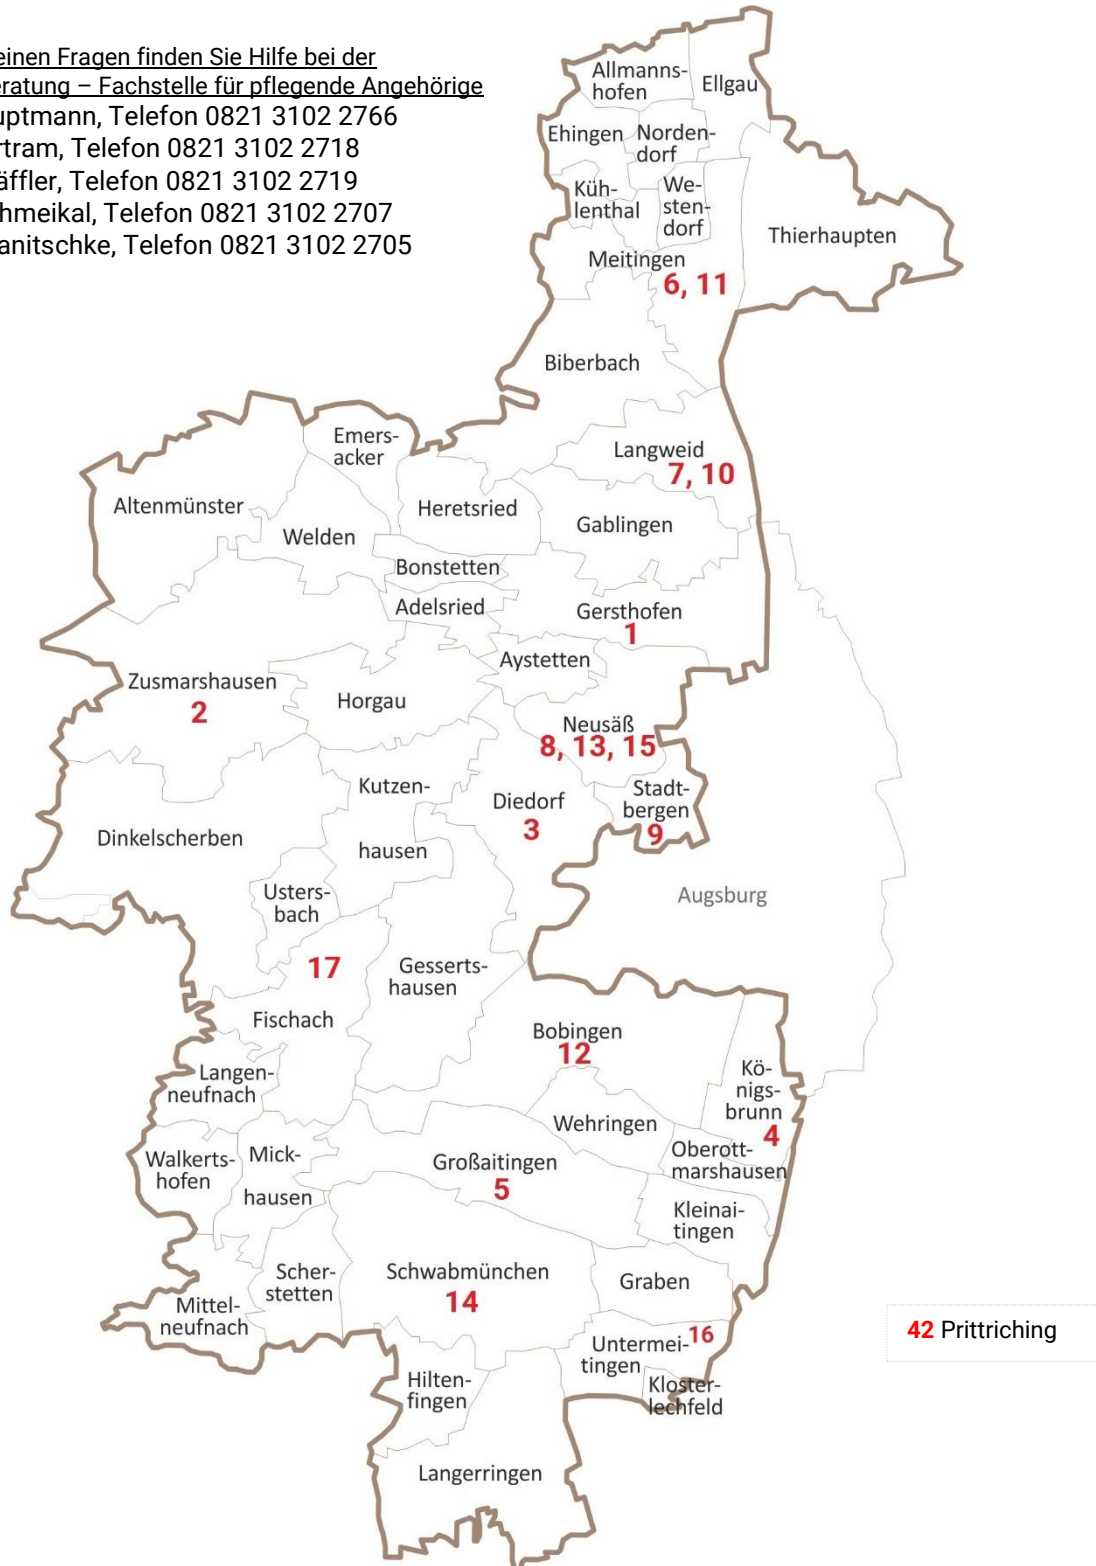 einen Fragen finden Sie Hilfe bei der
eratung – Fachstelle für pflegende Angehörige
uptmann, Telefon 0821 3102 2766
rtram, Telefon 0821 3102 2718
äffler, Telefon 0821 3102 2719
hmeikal, Telefon 0821 3102 2707
anitschke, Telefon 0821 3102 2705
Allmanns-
hofen
Ellgau
Ehingen
Norden-
dorf
Küh-
lenthal
We-
sten-
dorf
Thierhaupten
Meitingen
6, 11
Biberbach
Emers-
acker
Langweid
7, 10
Altenmünster
Heretsried
Gablingen
Welden
Bonstetten
Adelsried
Gersthofen
1
Aystetten
Zusmarshausen
2
Horgau
Neusäß
8, 13, 15
Kutzen-
hausen
Diedorf
3
Stadt-
bergen
9
Dinkelscherben
Usters-
bach
Augsburg
17
Gesserts-
hausen
Fischach
Bobingen
12
Langen-
neufnach
Kö-
nigs-
brunn
4
Wehringen
Walkerts-
hofen
Mick-
hausen
Großaitingen
5
Oberott-
marshausen
Kleinai-
tingen
Scher-
stetten
Schwabmünchen
14
Graben
Mittel-
neufnach
Untermei-
tingen
16
42 Prittriching
Hilten-
fingen
Kloster-
lechfeld
Langerringen